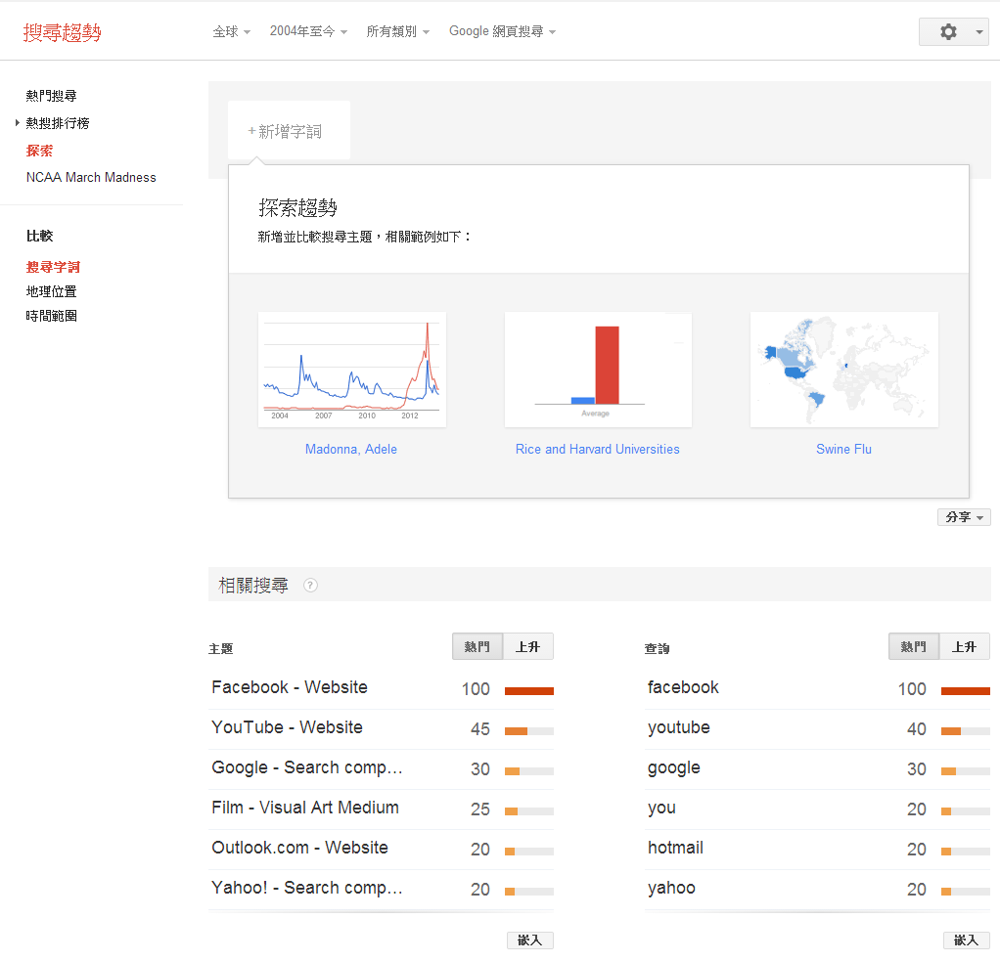 搜尋趨勢
全球 2004年至今 所有類別 Google 網頁搜尋
熱門搜尋
熱搜排行榜
探索
NCAA March Madness
比較
搜尋字詞
地理位置
時間範圍
+新增字詞
探索趨勢
新增並比較搜尋主題，相關範例如下：
2004 2007 2010 2012
Average
Madonna, Adele
Rice and Harvard Universities
Swine Flu
分享
相關搜尋 ?
主題 熱門 上升
Facebook - Website 100
YouTube - Website 45
Google - Search comp... 30
Film - Visual Art Medium 25
Outlook.com - Website 20
Yahoo! - Search comp... 20
嵌入
查詢 熱門 上升
facebook 100
youtube 40
google 30
you 20
hotmail 20
yahoo 20
嵌入